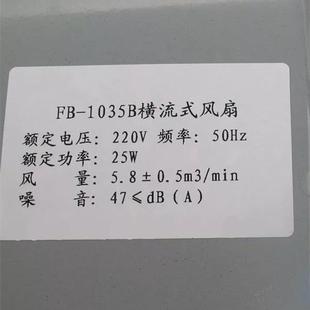 FB-1035B横流式风扇
额定电压: 220V 频率: 50Hz
额定功率: 25W
风 量: 5.8±0.5m3/min
噪 音: 47≤dB(A)